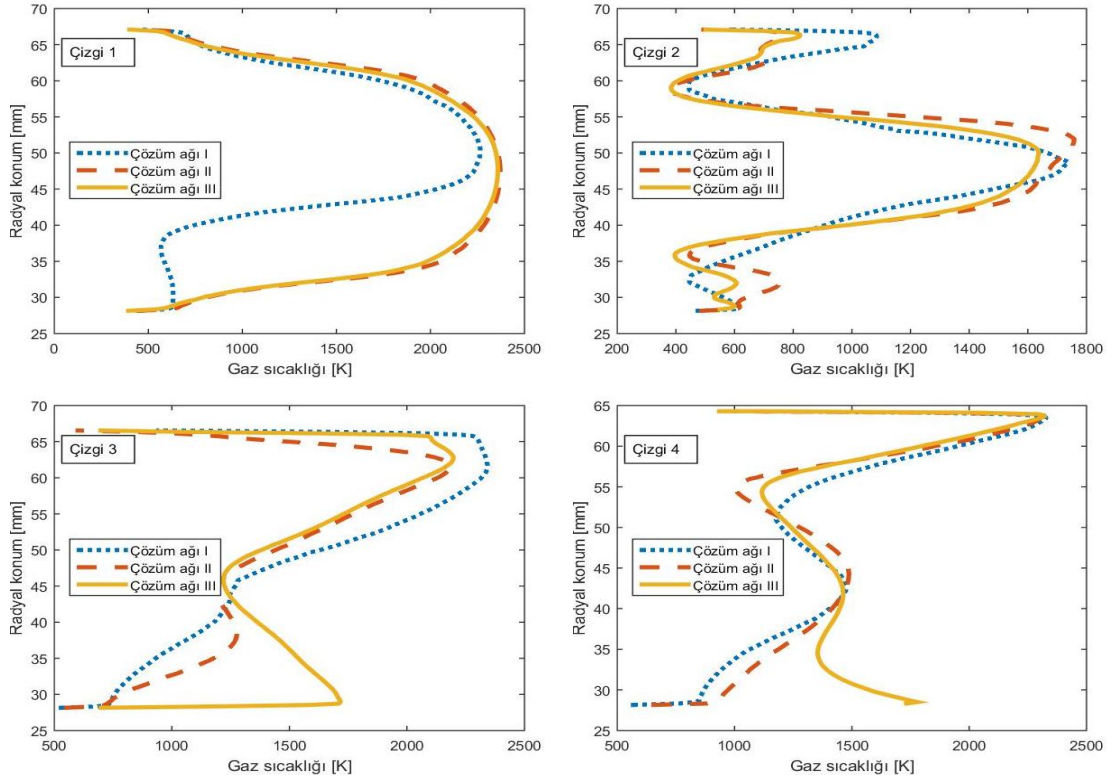 70
65
60
55
50
45
40
35
30
25
Radyal konum [mm]
Çizgi 1
Çözüm ağı I
Çözüm ağı II
Çözüm ağı III
0 500 1000 1500 2000 2500
Gaz sıcaklığı [K]
70
65
60
55
50
45
40
35
30
25
Radyal konum [mm]
Çizgi 2
Çözüm ağı I
Çözüm ağı II
Çözüm ağı III
200 400 600 800 1000 1200 1400 1600 1800
Gaz sıcaklığı [K]
70
65
60
55
50
45
40
35
30
25
Radyal konum [mm]
Çizgi 3
Çözüm ağı I
Çözüm ağı II
Çözüm ağı III
500 1000 1500 2000 2500
Gaz sıcaklığı [K]
65
60
55
50
45
40
35
30
25
Radyal konum [mm]
Çizgi 4
Çözüm ağı I
Çözüm ağı II
Çözüm ağı III
500 1000 1500 2000 2500
Gaz sıcaklığı [K]